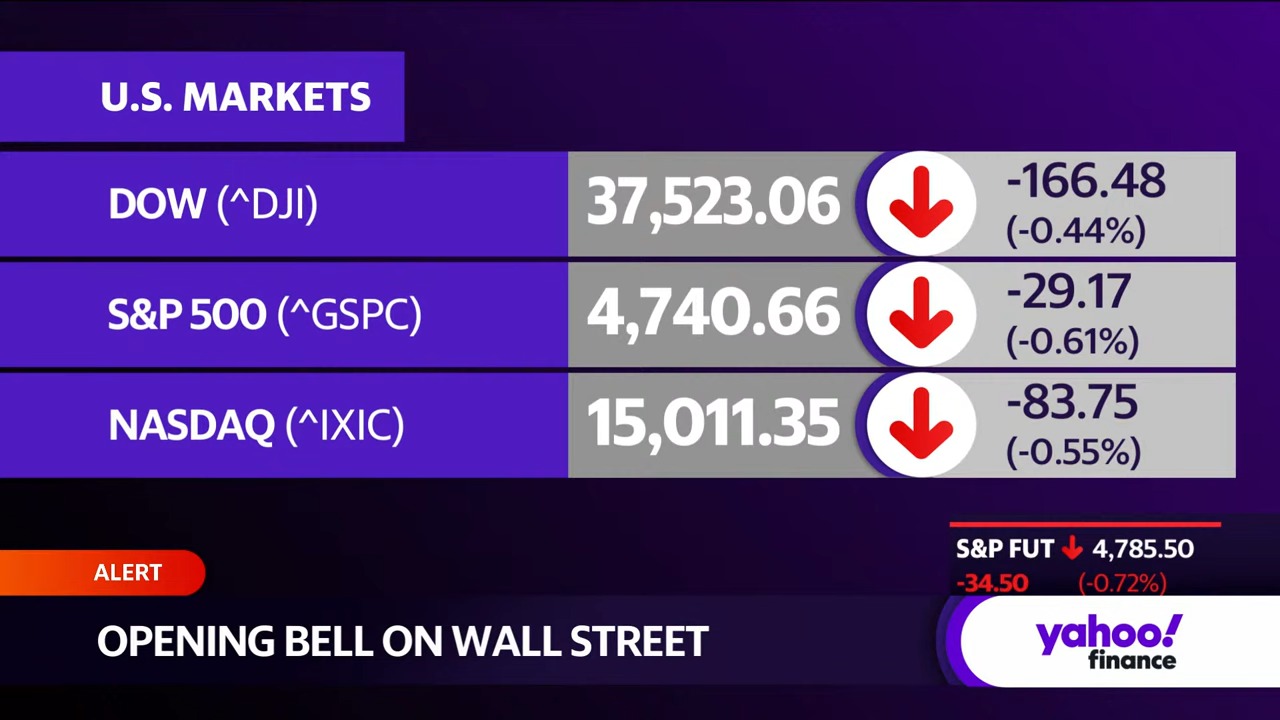 U.S. MARKETS
DOW (^DJI) 37,523.06 -166.48
(-0.44%)
S&P 500 (^GSPC) 4,740.66 -29.17
(-0.61%)
NASDAQ (^IXIC) 15,011.35 -83.75
(-0.55%)
S&P FUT 4,785.50
-34.50 (-0.72%)
ALERT
OPENING BELL ON WALL STREET
yahoo!
finance